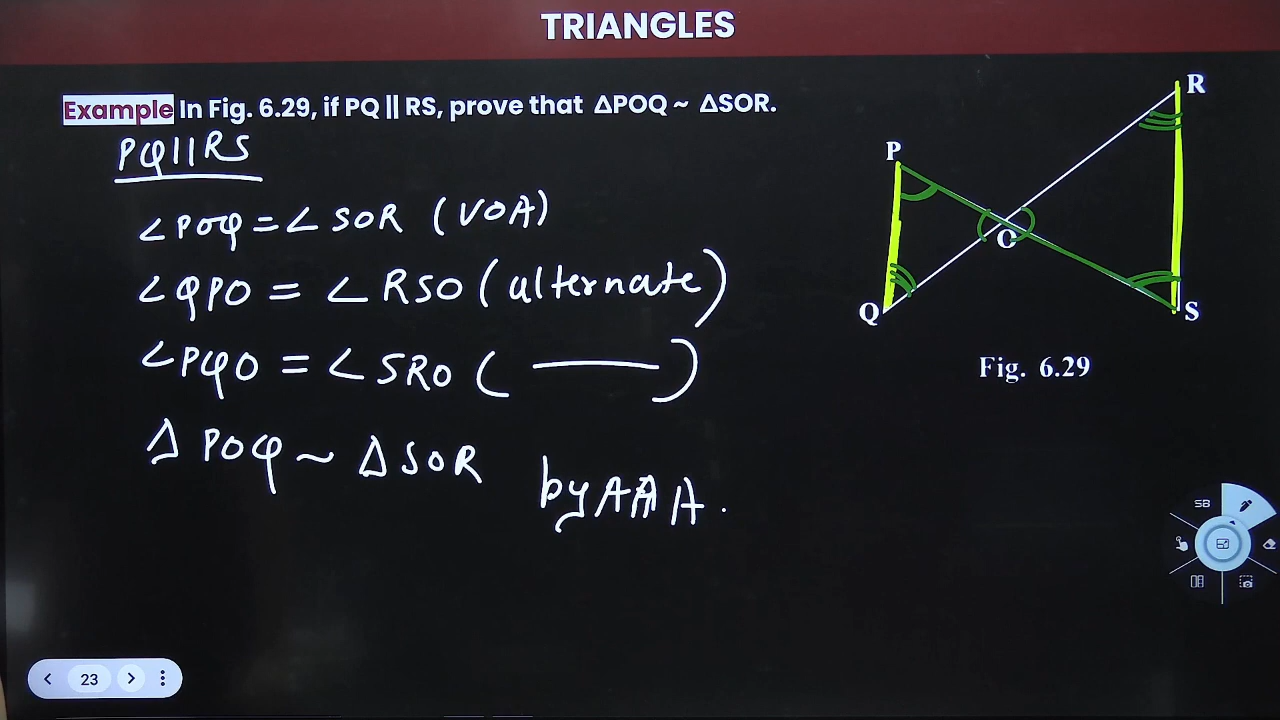 TRIANGLES
Example In Fig. 6.29, if PQ || RS, prove that ΔPOQ ~ ΔSOR.
PQ||RS
∠POQ = ∠SOR (VOA)
∠QPO = ∠RSO (alternate)
∠PQO = ∠SRO ( —— )
Δ POQ ~ Δ SOR by AAA.
R
P
O
Q
S
Fig. 6.29
SB
23